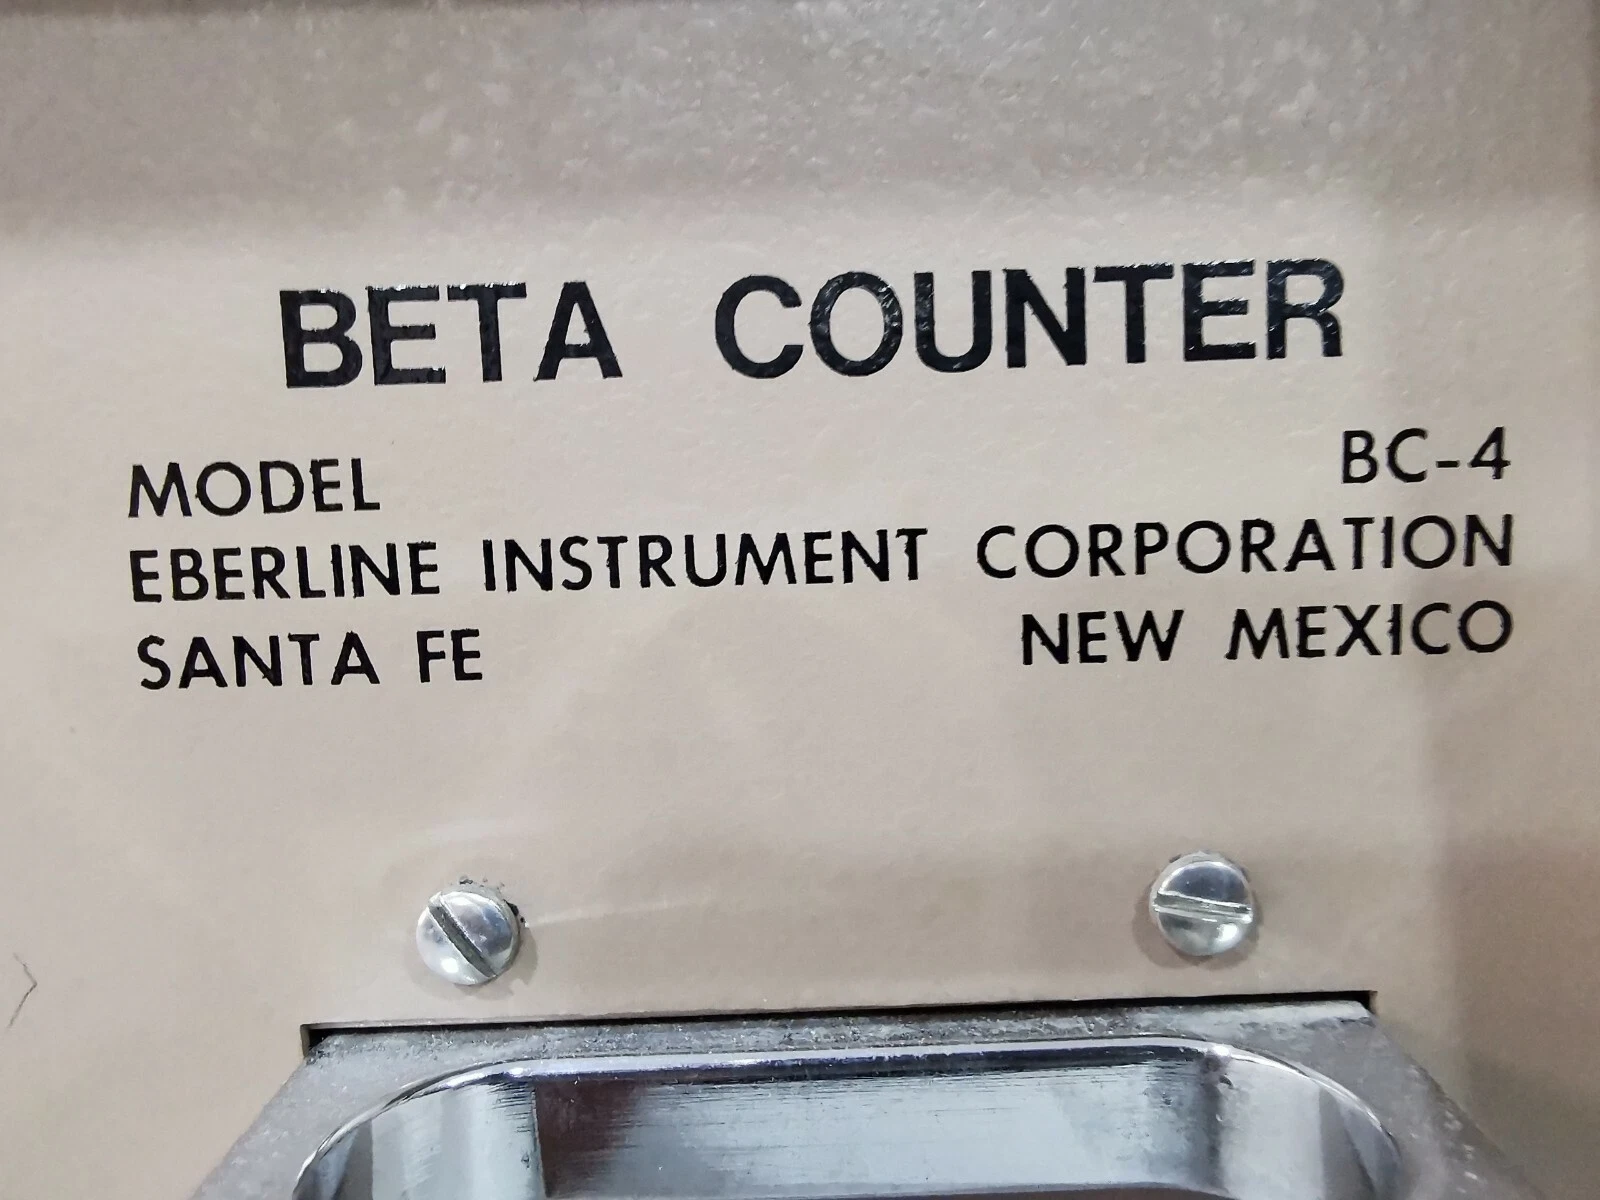 BETA COUNTER
MODEL BC-4
EBERLINE INSTRUMENT CORPORATION
SANTA FE NEW MEXICO